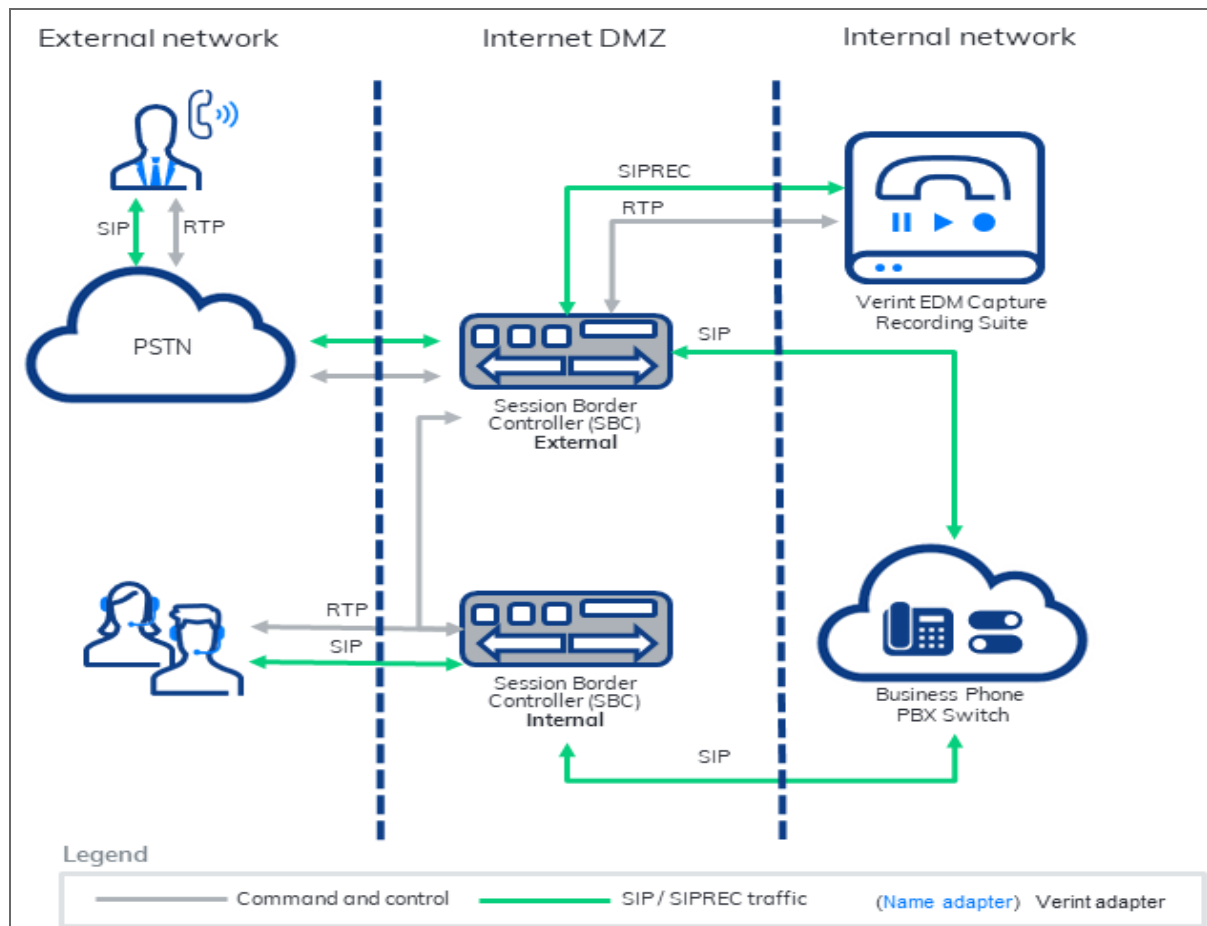 External network
Internet DMZ
Internal network
SIPREC
RTP
SIP
RTP
Verint EDM Capture
Recording Suite
PSTN
SIP
Session Border
Controller (SBC)
External
RTP
SIP
Session Border
Controller (SBC)
Internal
Business Phone
PBX Switch
SIP
Legend
Command and control
SIP / SIPREC traffic
(Name adapter) Verint adapter